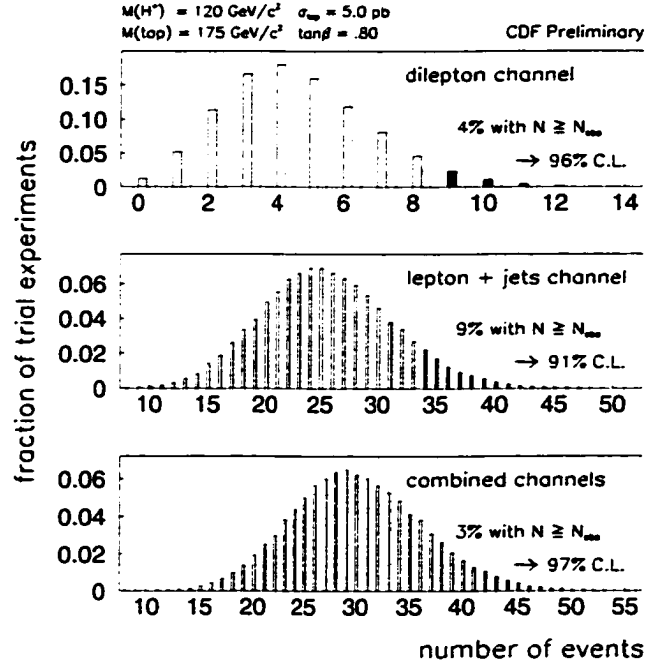 M(H⁺) = 120 GeV/c² σ = 5.0 pb
M(top) = 175 GeV/c² tanβ = .80 CDF Preliminary
fraction of trial experiments
0.15
0.10
0.05
0
dilepton channel
4% with N ≧ N_obs
→ 96% C.L.
0 2 4 6 8 10 12 14
0.06
0.04
0.02
0
lepton + jets channel
9% with N ≧ N_obs
→ 91% C.L.
10 15 20 25 30 35 40 45 50
0.06
0.04
0.02
0
combined channels
3% with N ≧ N_obs
→ 97% C.L.
10 15 20 25 30 35 40 45 50 55
number of events